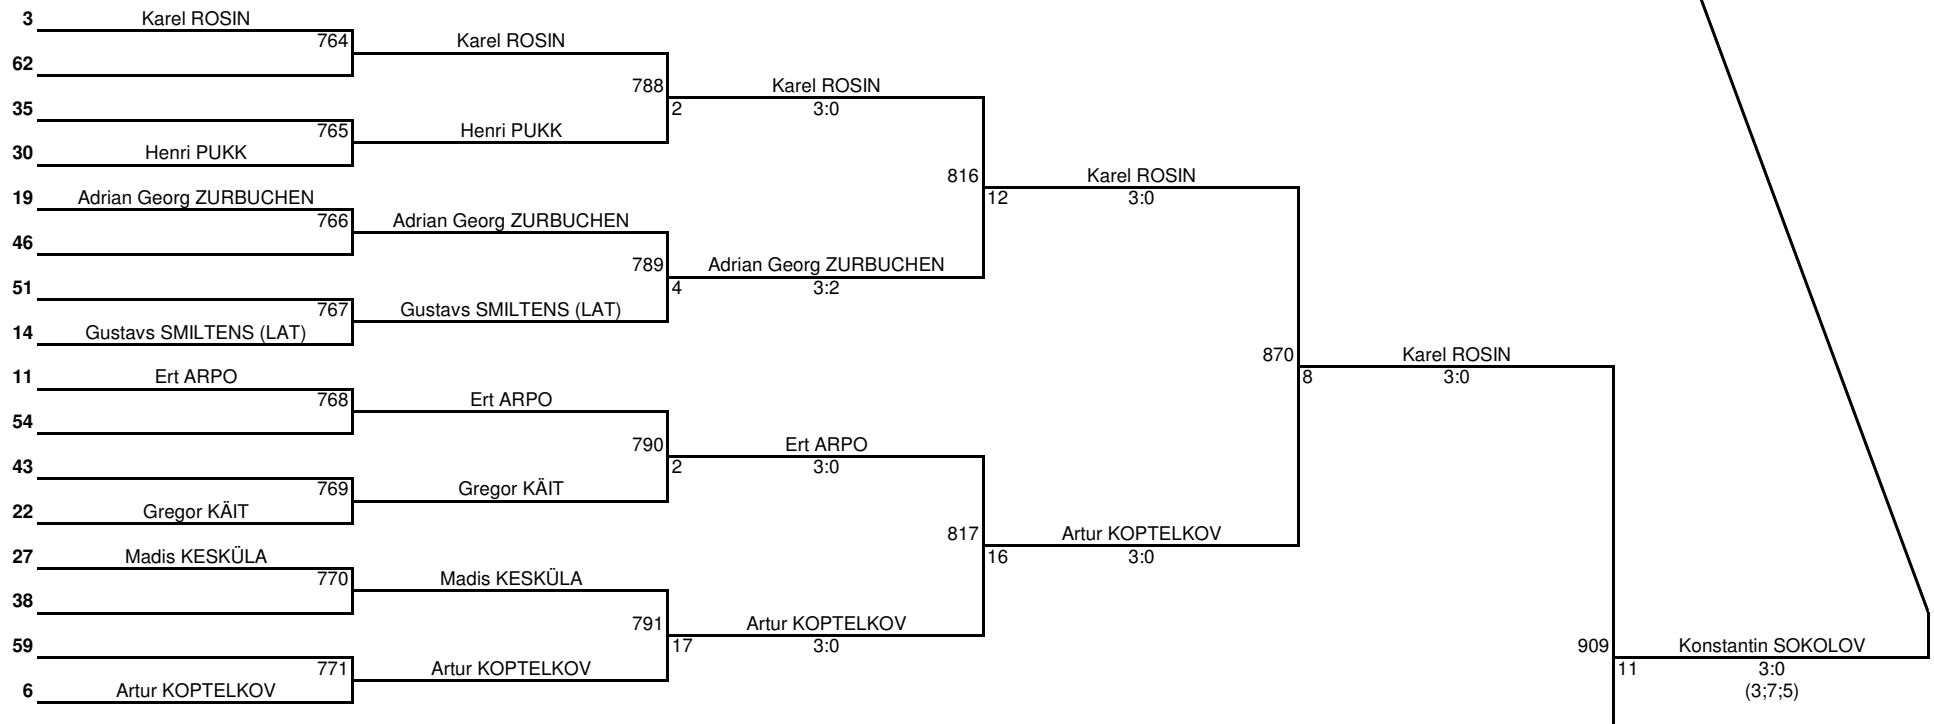 3 Karel ROSIN
764 Karel ROSIN
62
788 Karel ROSIN
2 3:0
35
765 Henri PUKK
30 Henri PUKK
816 Karel ROSIN
12 3:0
19 Adrian Georg ZURBUCHEN
766 Adrian Georg ZURBUCHEN
46
789 Adrian Georg ZURBUCHEN
4 3:2
51
767 Gustavs SMILTENS (LAT)
14 Gustavs SMILTENS (LAT)
870 Karel ROSIN
8 3:0
11 Ert ARPO
768 Ert ARPO
54
790 Ert ARPO
2 3:0
43
769 Gregor KÄIT
22 Gregor KÄIT
817 Artur KOPTELKOV
16 3:0
27 Madis KESKÜLA
770 Madis KESKÜLA
38
791 Artur KOPTELKOV
17 3:0
59
771 Artur KOPTELKOV
6 Artur KOPTELKOV
909 Konstantin SOKOLOV
11 3:0
(3;7;5)